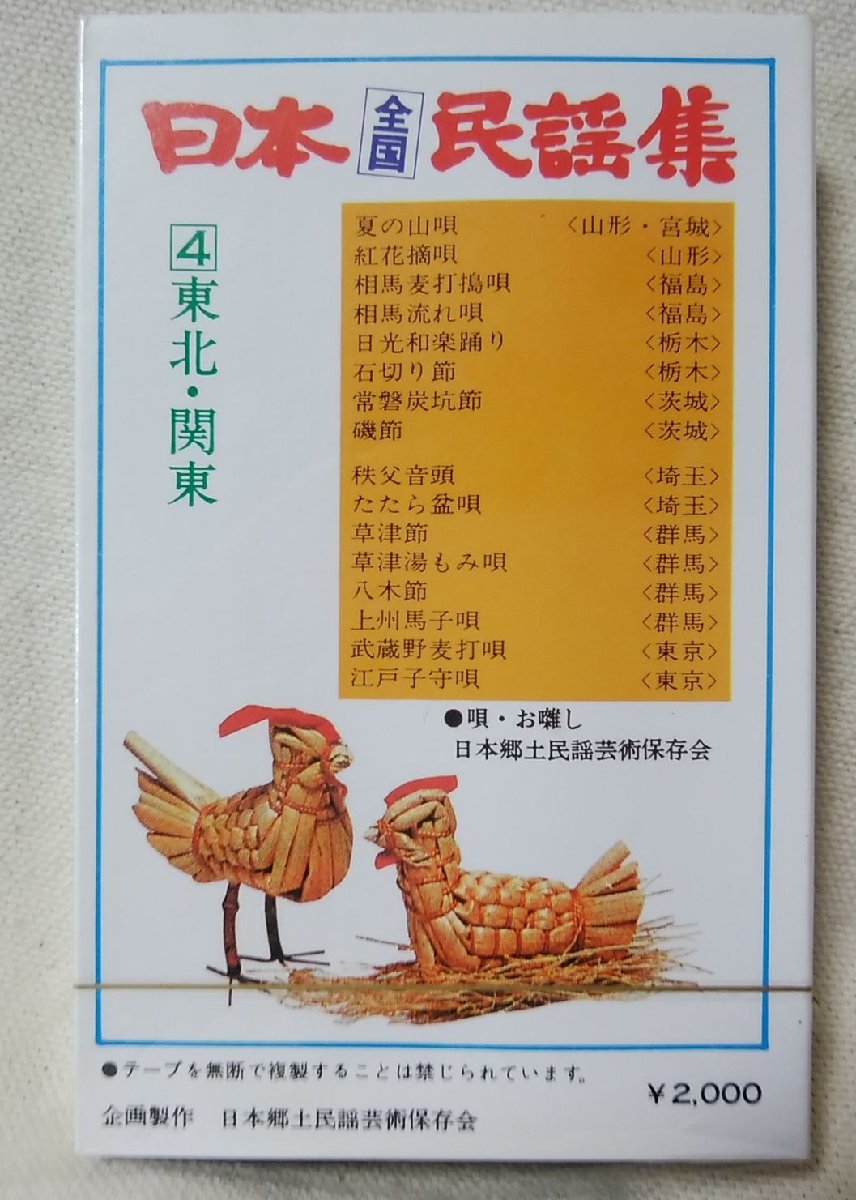 日本全国民謡集
4東北・関東
夏の山唄 〈山形・宮城〉
紅花摘唄 〈山形〉
相馬麦打搗唄 〈福島〉
相馬流れ唄 〈福島〉
日光和楽踊り 〈栃木〉
石切り節 〈栃木〉
常磐炭坑節 〈茨城〉
磯節 〈茨城〉
秩父音頭 〈埼玉〉
たたら盆唄 〈埼玉〉
草津節 〈群馬〉
草津湯もみ唄 〈群馬〉
八木節 〈群馬〉
上州馬子唄 〈群馬〉
武蔵野麦打唄 〈東京〉
江戸子守唄 〈東京〉
●唄・お囃し
日本郷土民謡芸術保存会
●テープを無断で複製することは禁じられています。
¥2,000
企画製作 日本郷土民謡芸術保存会